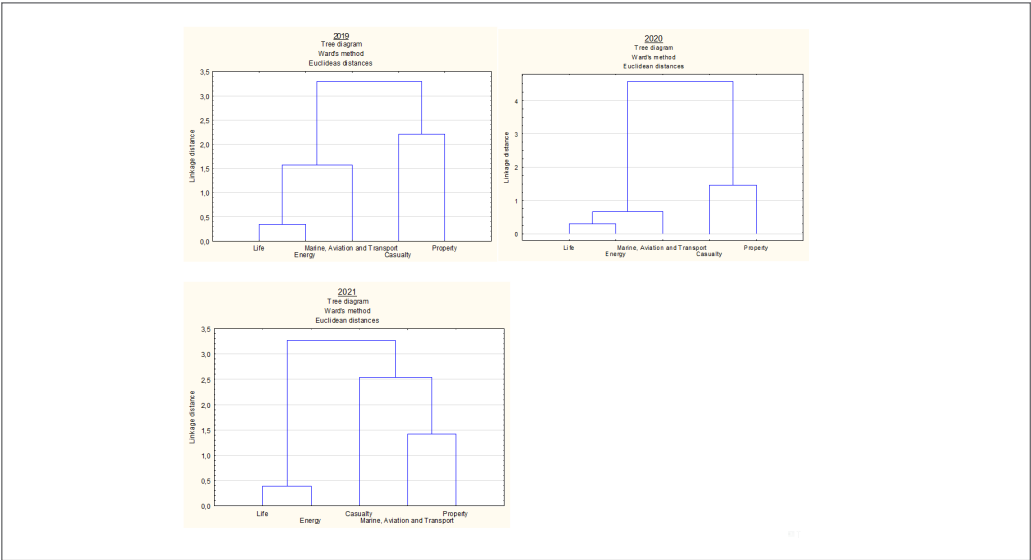 2019
Tree diagram
Ward's method
Euclideas distances
3,5
3,0
2,5
2,0
1,5
1,0
0,5
0,0
Linkage distance
Life
Marine, Aviation and Transport
Property
Energy
Casualty
2020
Tree diagram
Ward's method
Euclidean distances
4
3
2
1
0
Linkage distance
Life
Marine, Aviation and Transport
Property
Energy
Casualty
2021
Tree diagram
Ward's method
Euclidean distances
3,5
3,0
2,5
2,0
1,5
1,0
0,5
0,0
Linkage distance
Life
Casualty
Property
Energy
Marine, Aviation and Transport